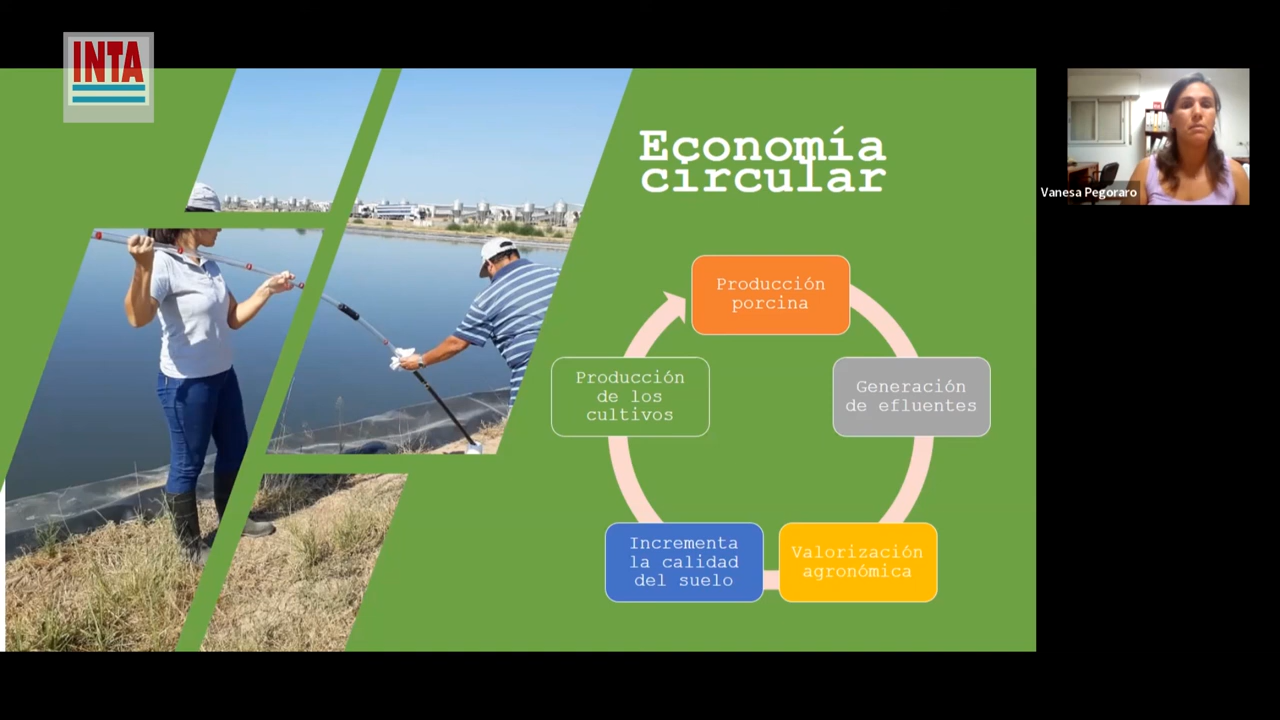 INTA
Economía
circular
Vanesa Pegoraro
Producción
porcina
Generación
de efluentes
Valorización
agronómica
Incrementa
la calidad
del suelo
Producción
de los
cultivos